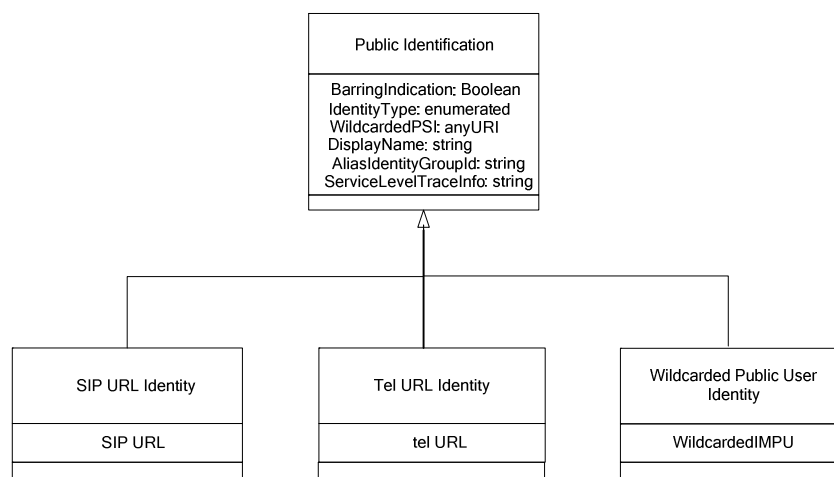 Public Identification
BarringIndication: Boolean
IdentityType: enumerated
WildcardedPSI: anyURI
DisplayName: string
AliasIdentityGroupId: string
ServiceLevelTraceInfo: string
SIP URL Identity
SIP URL
Tel URL Identity
tel URL
Wildcarded Public User
Identity
WildcardedIMPU